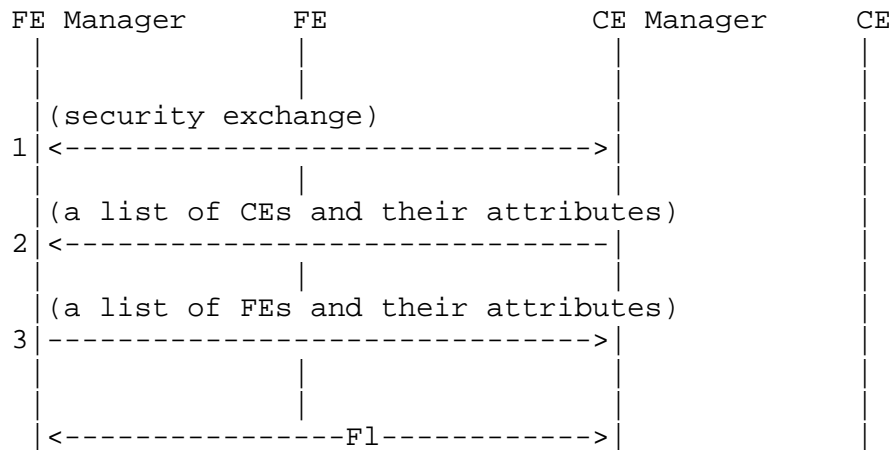 FE Manager FE CE Manager CE
(security exchange)
1|<------------------------------>|
(a list of CEs and their attributes)
2|<-------------------------------|
(a list of FEs and their attributes)
3|------------------------------->|
|<----------------Fl------------>|